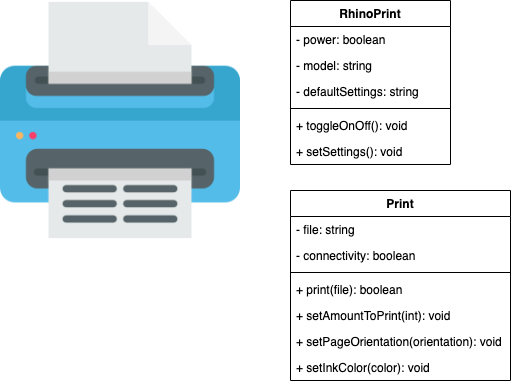 RhinoPrint
- power: boolean
- model: string
- defaultSettings: string
+ toggleOnOff(): void
+ setSettings(): void
Print
- file: string
- connectivity: boolean
+ print(file): boolean
+ setAmountToPrint(int): void
+ setPageOrientation(orientation): void
+ setInkColor(color): void